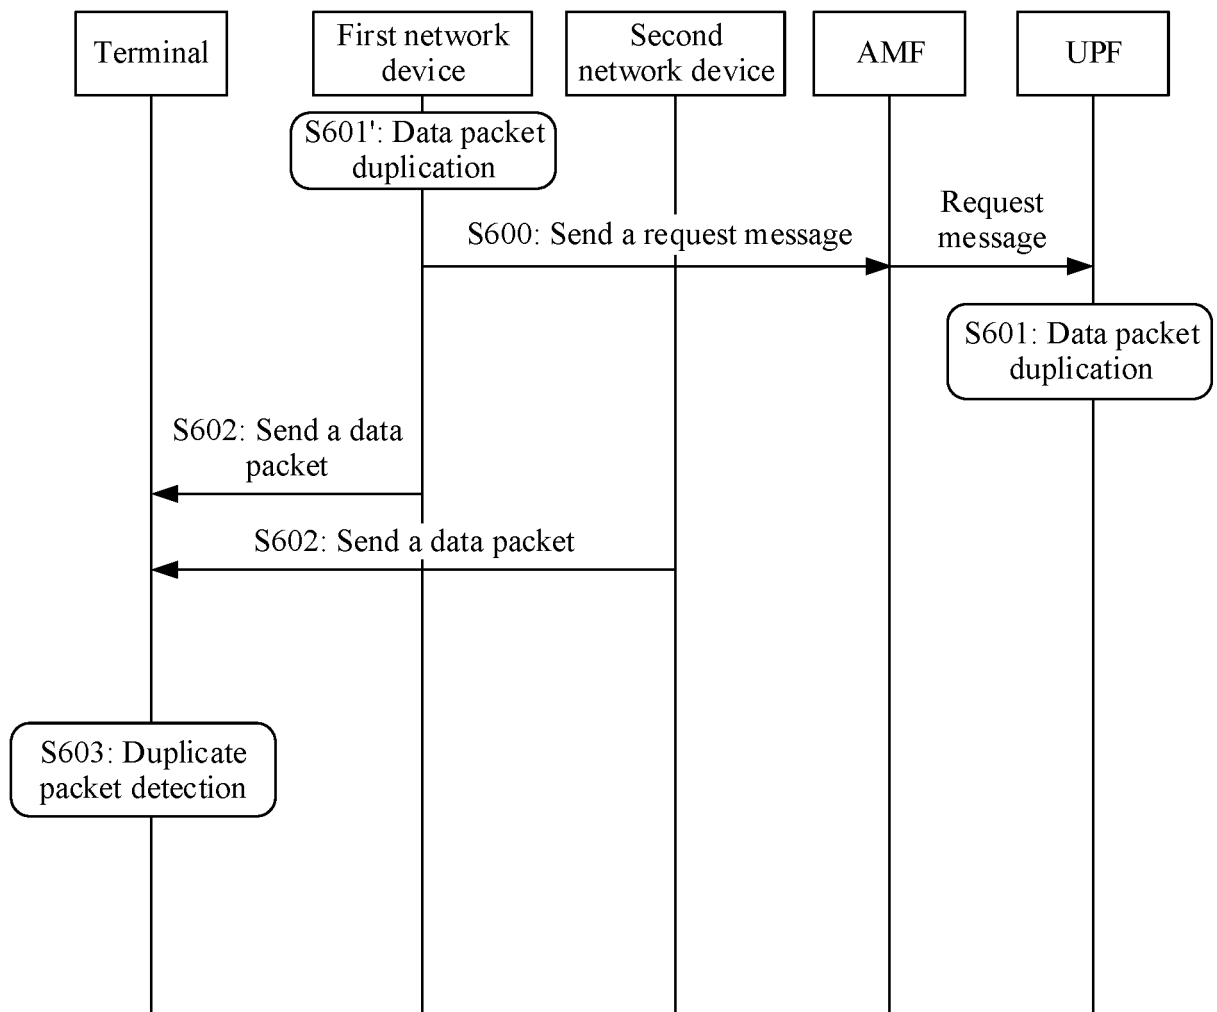 Terminal
First network
device
Second
network device
AMF
UPF
S601': Data packet
duplication
S600: Send a request message
Request
message
S601: Data packet
duplication
S602: Send a data
packet
S602: Send a data packet
S603: Duplicate
packet detection